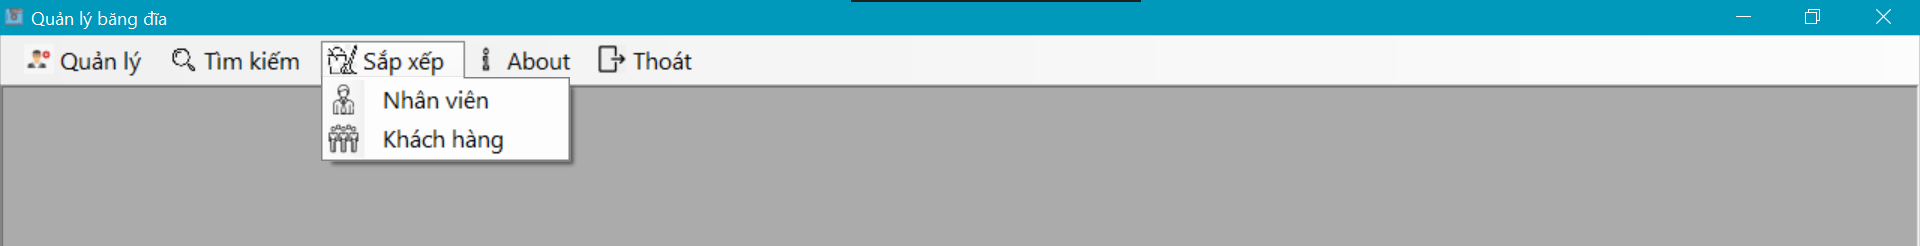 Quản lý băng đĩa
Quản lý Tìm kiếm Sắp xếp About Thoát
Nhân viên
Khách hàng